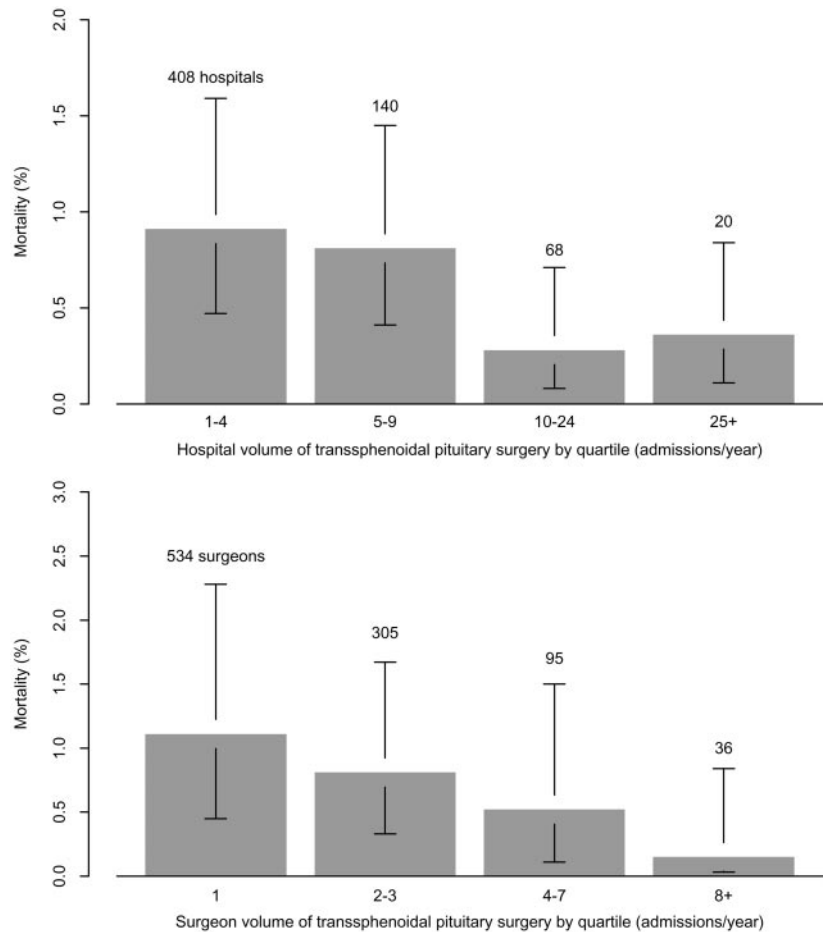 2.0
408 hospitals
1.5
140
Mortality (%)
1.0
20
68
0.5
0.0
1-4 5-9 10-24 25+
Hospital volume of transsphenoidal pituitary surgery by quartile (admissions/year)
3.0
534 surgeons
2.5
2.0
305
95
Mortality (%)
1.5
36
1.0
0.5
0.0
1 2-3 4-7 8+
Surgeon volume of transsphenoidal pituitary surgery by quartile (admissions/year)